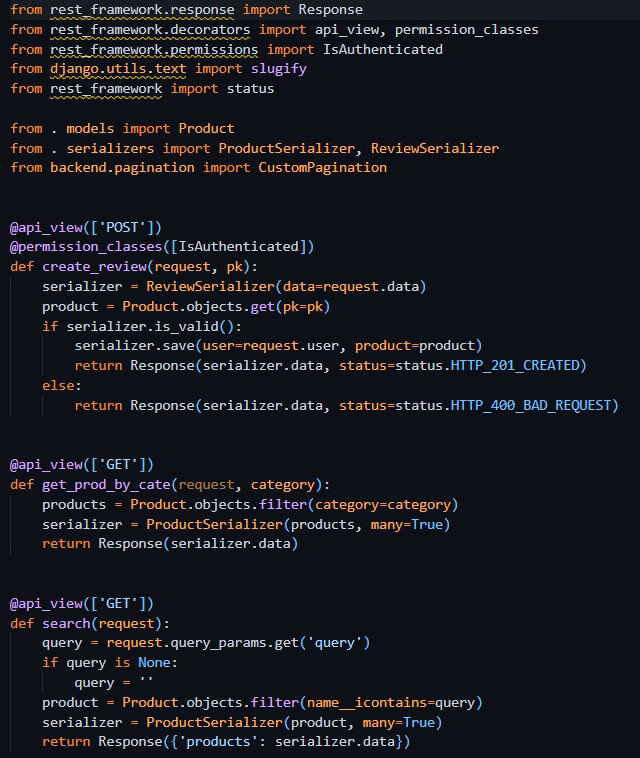 from rest_framework.response import Response
from rest_framework.decorators import api_view, permission_classes
from rest_framework.permissions import IsAuthenticated
from django.utils.text import slugify
from rest_framework import status

from . models import Product
from . serializers import ProductSerializer, ReviewSerializer
from backend.pagination import CustomPagination


@api_view(['POST'])
@permission_classes([IsAuthenticated])
def create_review(request, pk):
    serializer = ReviewSerializer(data=request.data)
    product = Product.objects.get(pk=pk)
    if serializer.is_valid():
        serializer.save(user=request.user, product=product)
        return Response(serializer.data, status=status.HTTP_201_CREATED)
    else:
        return Response(serializer.data, status=status.HTTP_400_BAD_REQUEST)


@api_view(['GET'])
def get_prod_by_cate(request, category):
    products = Product.objects.filter(category=category)
    serializer = ProductSerializer(products, many=True)
    return Response(serializer.data)


@api_view(['GET'])
def search(request):
    query = request.query_params.get('query')
    if query is None:
        query = ''
    product = Product.objects.filter(name__icontains=query)
    serializer = ProductSerializer(product, many=True)
    return Response({'products': serializer.data})